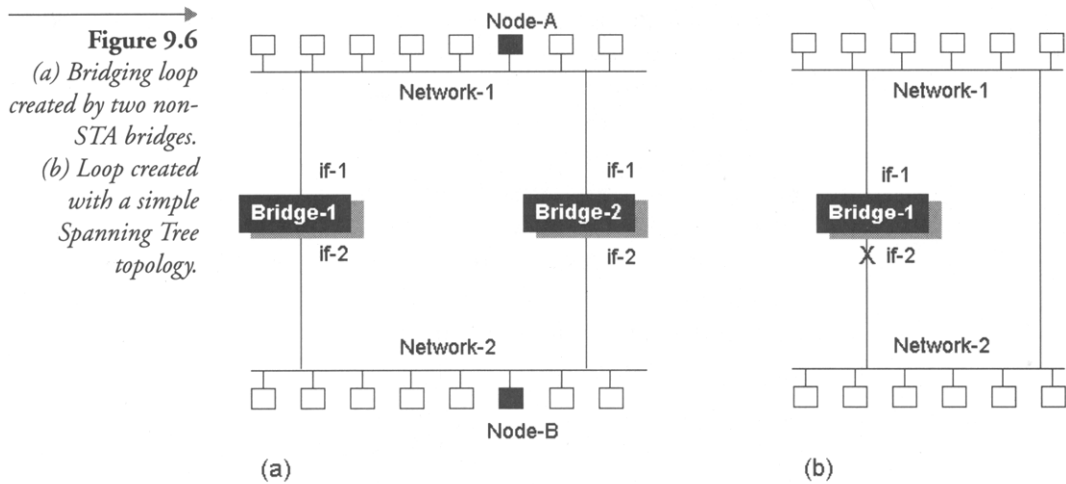 Figure 9.6
(a) Bridging loop
created by two non-
STA bridges.
(b) Loop created
with a simple
Spanning Tree
topology.
Node-A
Network-1
if-1
if-1
Bridge-1
Bridge-2
if-2
if-2
Network-2
Node-B
(a)
Network-1
if-1
Bridge-1
X if-2
Network-2
(b)